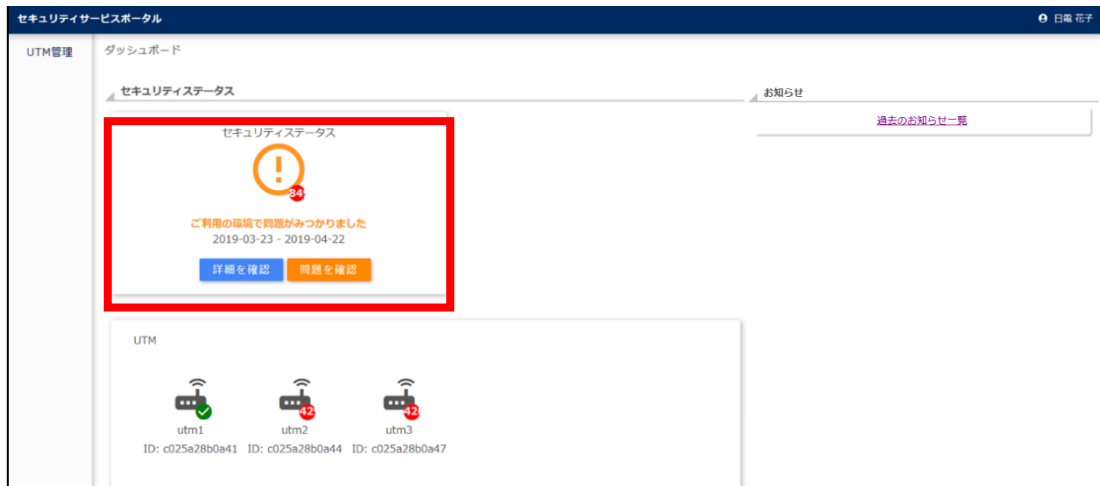 セキュリティサービスポータル
日電 花子
UTM管理
ダッシュボード
セキュリティステータス
お知らせ
過去のお知らせ一覧
セキュリティステータス
84
ご利用の環境で問題がみつかりました
2019-03-23 - 2019-04-22
詳細を確認 問題を確認
UTM
42 42
utm1 utm2 utm3
ID: c025a28b0a41 ID: c025a28b0a44 ID: c025a28b0a47